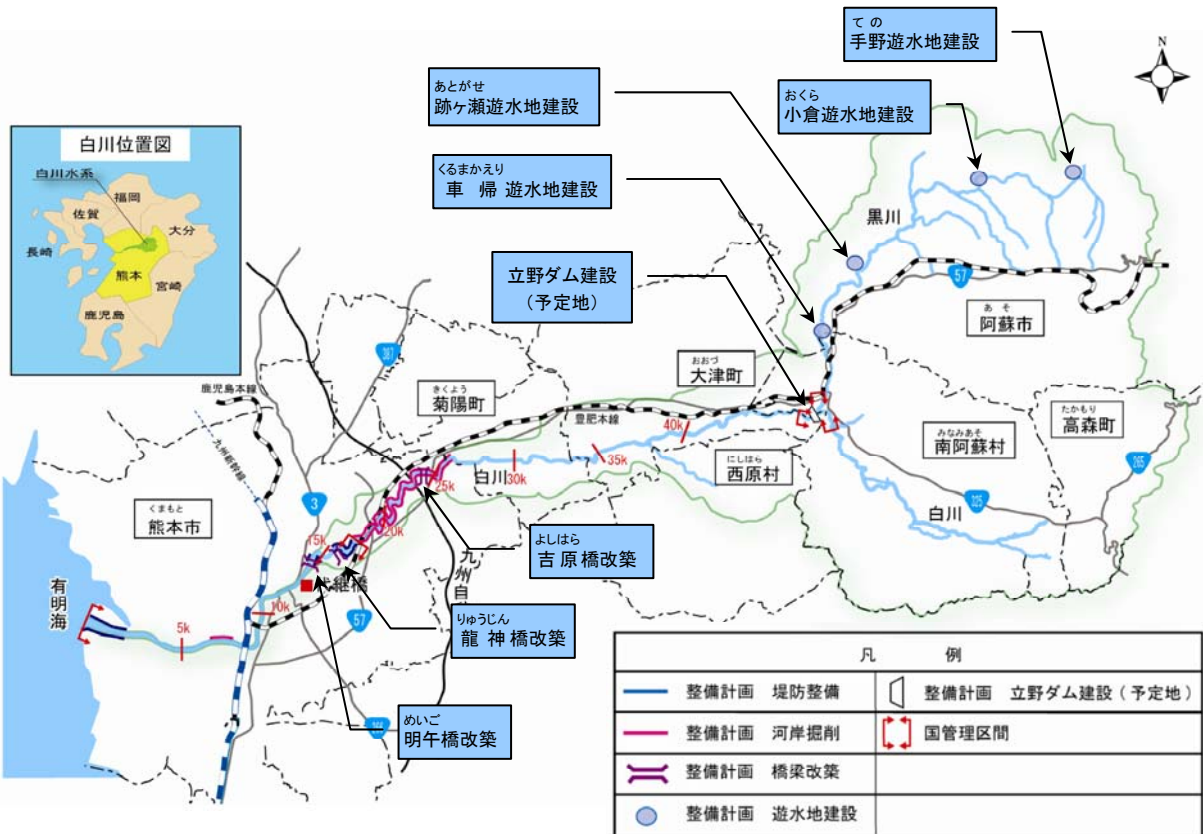 ての
手野遊水地建設
おくら
小倉遊水地建設
あとがせ
跡ヶ瀬遊水地建設
くるまかえり
車帰遊水地建設
立野ダム建設
(予定地)
N
白川位置図
白川水系
福岡
佐賀
大分
長崎
熊本
宮崎
鹿児島
黒川
57
あそ
阿蘇市
おおづ
大津町
387
きくよう
菊陽町
鹿児島本線
九州新幹線
豊肥本線
40k
35k
30k
25k
20k
15k
10k
5k
白川
にしはら
西原村
みなみあそ
南阿蘇村
たかもり
高森町
265
325
白川
くまもと
熊本市
3
有明海
代継橋
57
九州自
よしはら
吉原橋改築
りゅうじん
龍神橋改築
めいご
明午橋改築
凡例
整備計画 堤防整備
整備計画 立野ダム建設(予定地)
整備計画 河岸掘削
国管理区間
整備計画 橋梁改築
整備計画 遊水地建設